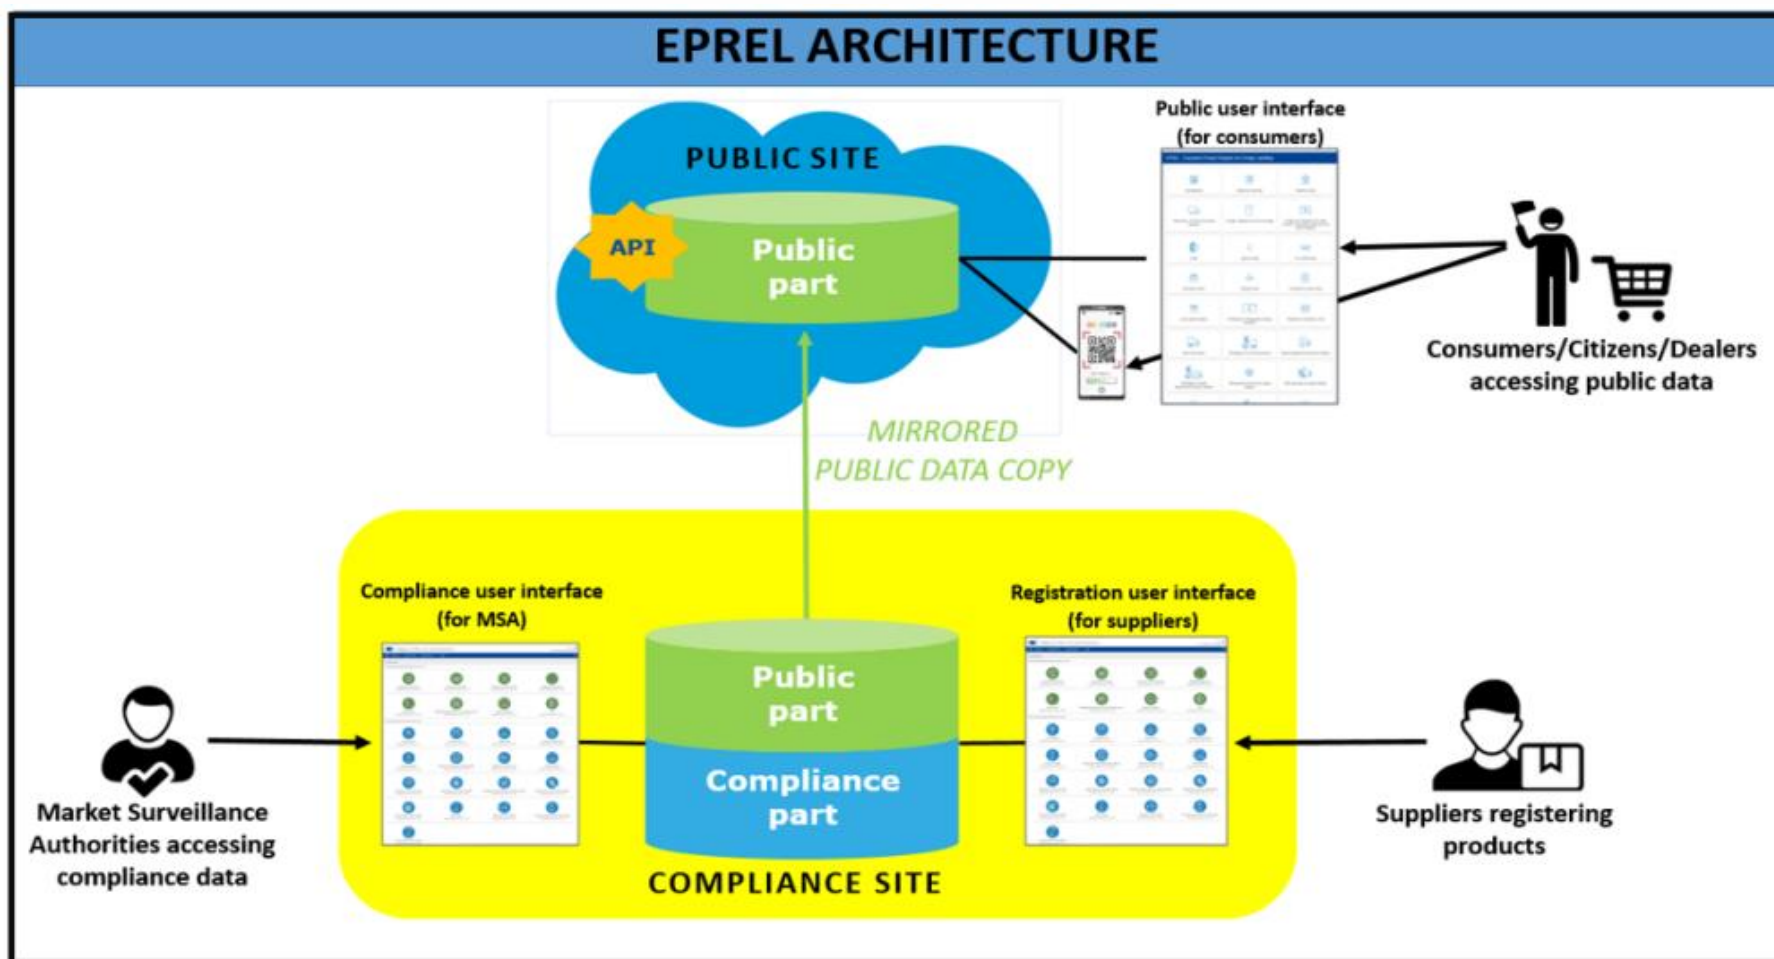 EPREL ARCHITECTURE
Public user interface
(for consumers)
PUBLIC SITE
API
Public
part
Consumers/Citizens/Dealers
accessing public data
MIRRORED
PUBLIC DATA COPY
Compliance user interface
(for MSA)
Registration user interface
(for suppliers)
Public
part
Compliance
part
Market Surveillance
Authorities accessing
compliance data
Suppliers registering
products
COMPLIANCE SITE